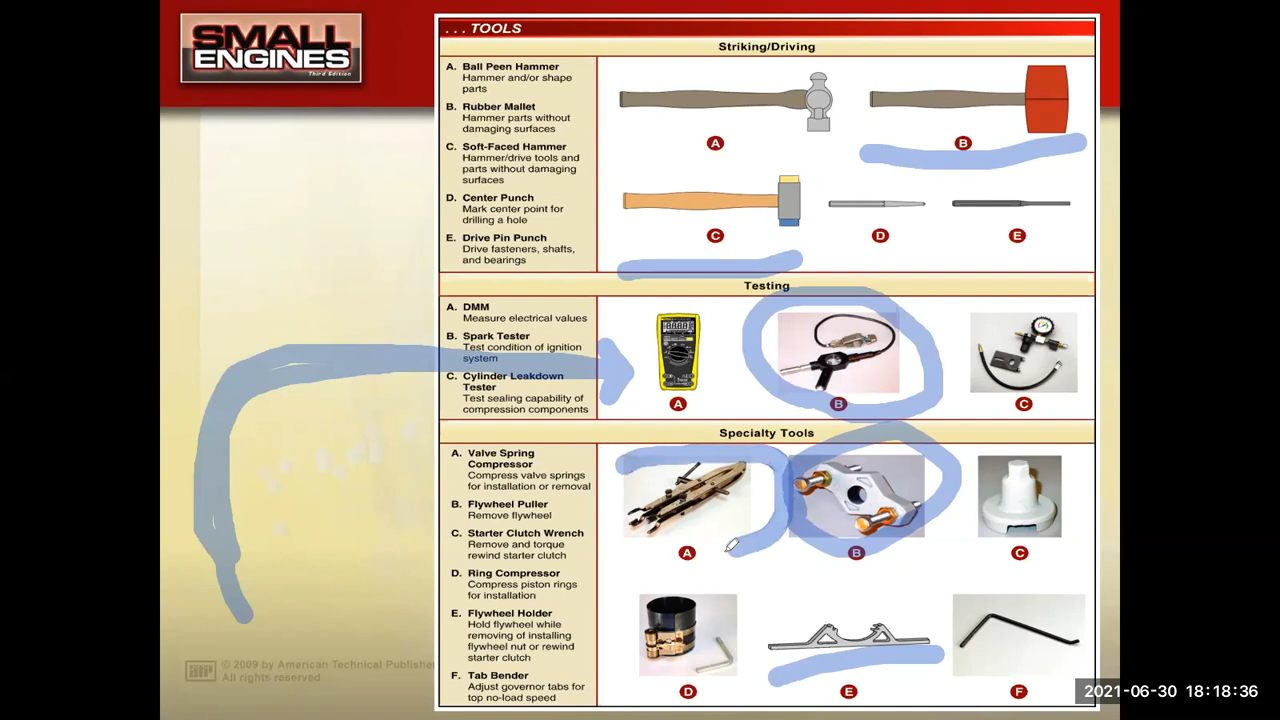 SMALL
ENGINES
Third Edition
. . . TOOLS
Striking/Driving
A. Ball Peen Hammer
Hammer and/or shape
parts
B. Rubber Mallet
Hammer parts without
damaging surfaces
C. Soft-Faced Hammer
Hammer/drive tools and
parts without damaging
surfaces
D. Center Punch
Mark center point for
drilling a hole
E. Drive Pin Punch
Drive fasteners, shafts,
and bearings
A
B
C
D
E
Testing
A. DMM
Measure electrical values
B. Spark Tester
Test condition of ignition
system
C. Cylinder Leakdown
Tester
Test sealing capability of
compression components
A
B
C
Specialty Tools
A. Valve Spring
Compressor
Compress valve springs
for installation or removal
B. Flywheel Puller
Remove flywheel
C. Starter Clutch Wrench
Remove and torque
rewind starter clutch
D. Ring Compressor
Compress piston rings
for installation
E. Flywheel Holder
Hold flywheel while
removing of installing
flywheel nut or rewind
starter clutch
F. Tab Bender
Adjust governor tabs for
top no-load speed
A
B
C
D
E
F
© 2009 by American Technical Publisher
All rights reserved
2021-06-30 18:18:36